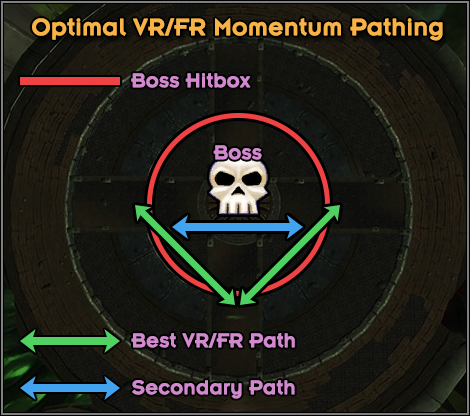 Optimal VR/FR Momentum Pathing
Boss Hitbox
Boss
Best VR/FR Path
Secondary Path